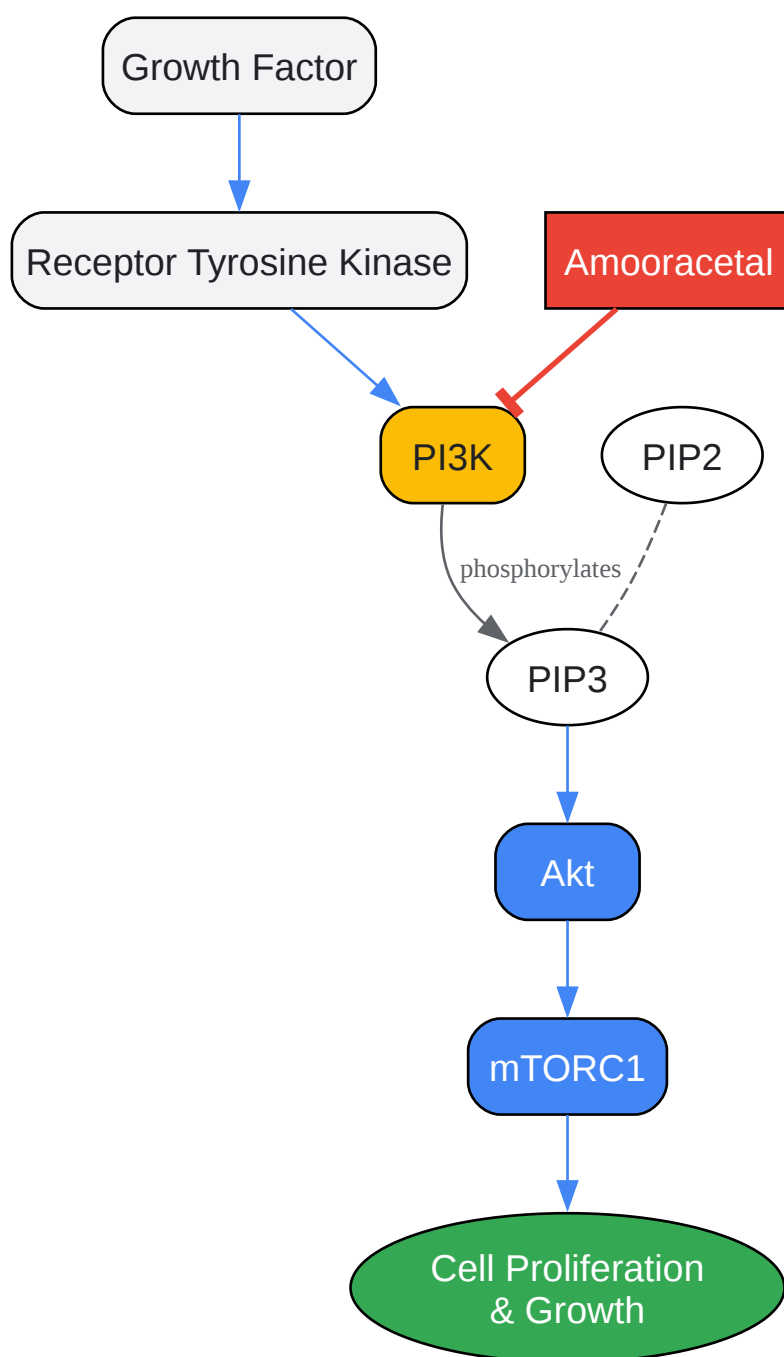 Growth Factor
Receptor Tyrosine Kinase
Amooracetal
PI3K
PIP2
phosphorylates
PIP3
Akt
mTORC1
Cell Proliferation
& Growth